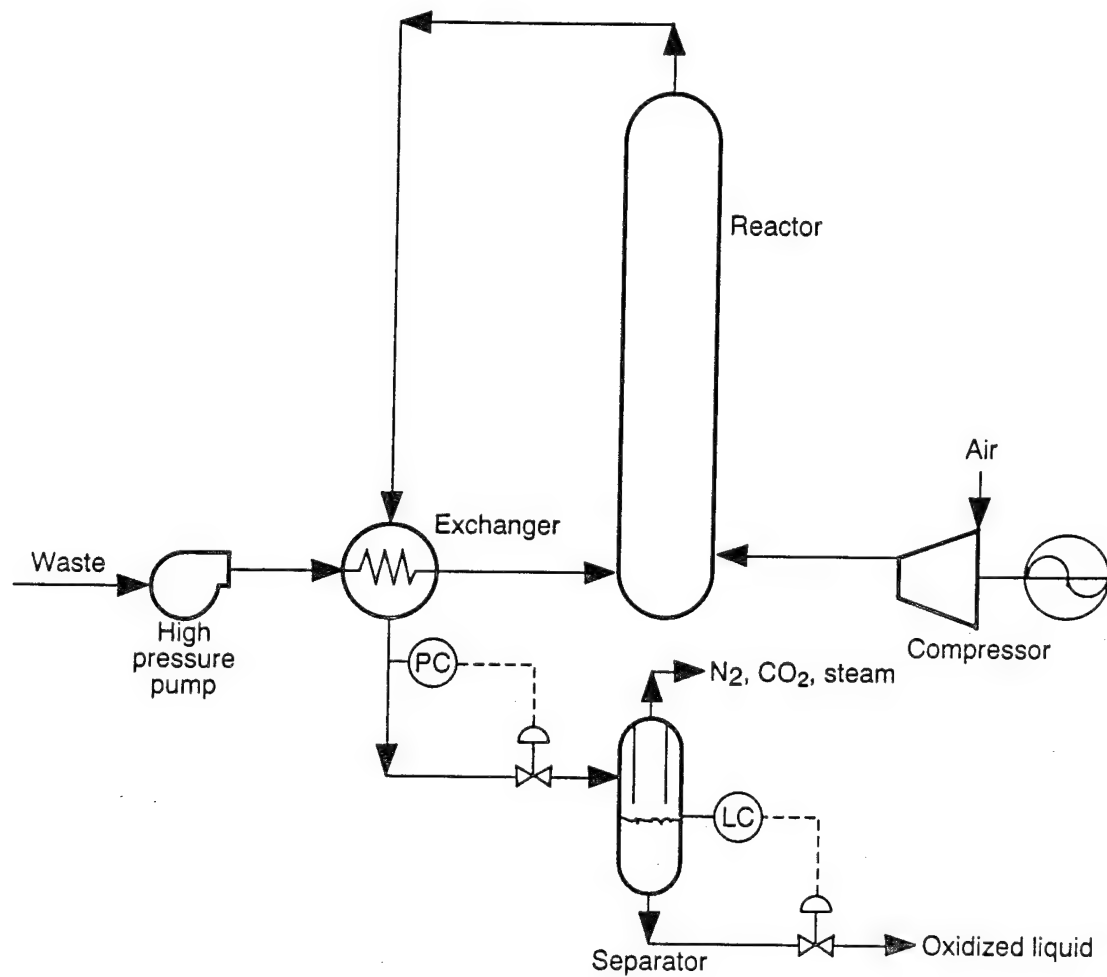 Reactor
Air
Exchanger
Waste
High
pressure
pump
Compressor
PC
N2, CO2, steam
LC
Oxidized liquid
Separator